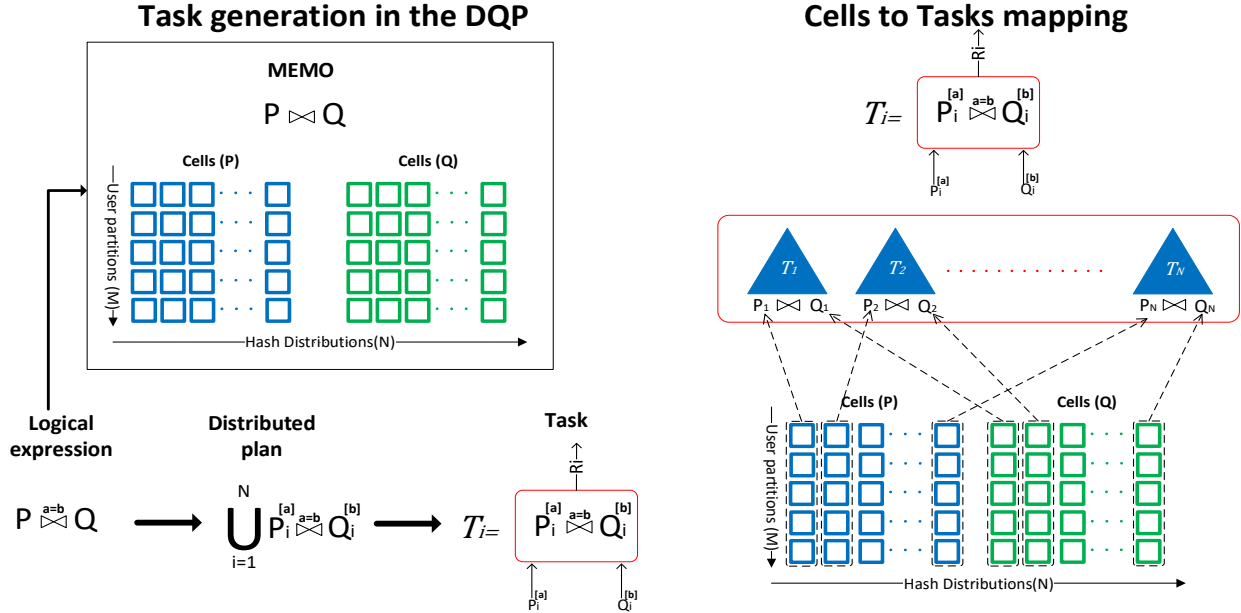 Task generation in the DQP
MEMO
P ⋈ Q
Cells (P)
Cells (Q)
User partitions (M)
. . .
. . .
. . .
. . .
. . .
. . .
. . .
. . .
. . .
. . .
Hash Distributions(N)
Logical
expression
Distributed
plan
Task
Ri
P a=b⋈ Q
N
⋃ Pi[a] a=b⋈ Qi[b]
i=1
Ti= Pi[a] a=b⋈ Qi[b]
Pi[a]
Qi[b]
Cells to Tasks mapping
Ri
Ti= Pi[a] a=b⋈ Qi[b]
Pi[a]
Qi[b]
T1
T2
. . . . . . . . . . . . . .
TN
P1 ⋈ Q1
P2 ⋈ Q2
PN ⋈ QN
Cells (P)
Cells (Q)
User partitions (M)
. . .
. . .
. . .
. . .
. . .
. . .
. . .
. . .
. . .
. . .
Hash Distributions(N)